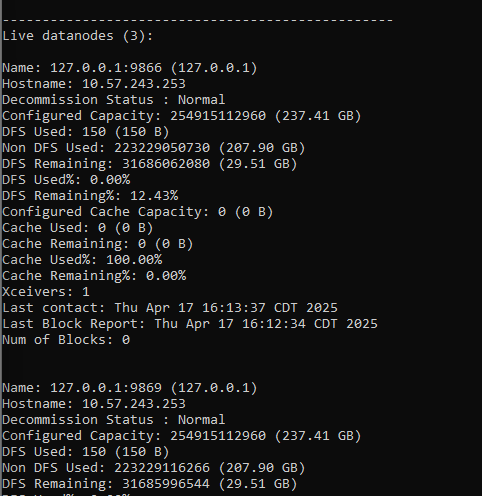 -------------------------------------------------
Live datanodes (3):
Name: 127.0.0.1:9866 (127.0.0.1)
Hostname: 10.57.243.253
Decommission Status : Normal
Configured Capacity: 254915112960 (237.41 GB)
DFS Used: 150 (150 B)
Non DFS Used: 223229050730 (207.90 GB)
DFS Remaining: 31686062080 (29.51 GB)
DFS Used%: 0.00%
DFS Remaining%: 12.43%
Configured Cache Capacity: 0 (0 B)
Cache Used: 0 (0 B)
Cache Remaining: 0 (0 B)
Cache Used%: 100.00%
Cache Remaining%: 0.00%
Xceivers: 1
Last contact: Thu Apr 17 16:13:37 CDT 2025
Last Block Report: Thu Apr 17 16:12:34 CDT 2025
Num of Blocks: 0
Name: 127.0.0.1:9869 (127.0.0.1)
Hostname: 10.57.243.253
Decommission Status : Normal
Configured Capacity: 254915112960 (237.41 GB)
DFS Used: 150 (150 B)
Non DFS Used: 223229116266 (207.90 GB)
DFS Remaining: 31685996544 (29.51 GB)